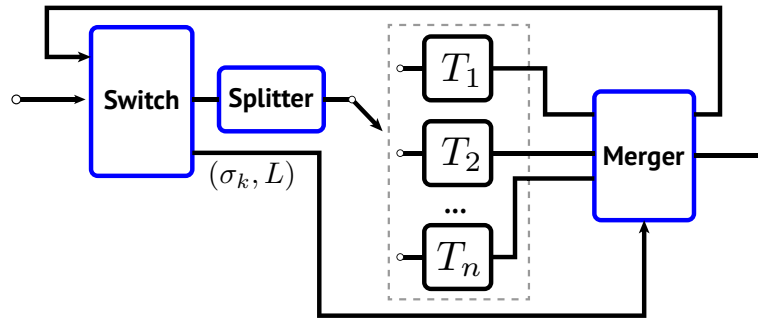 Switch
Splitter
(σₖ, L)
T₁
T₂
...
Tₙ
Merger